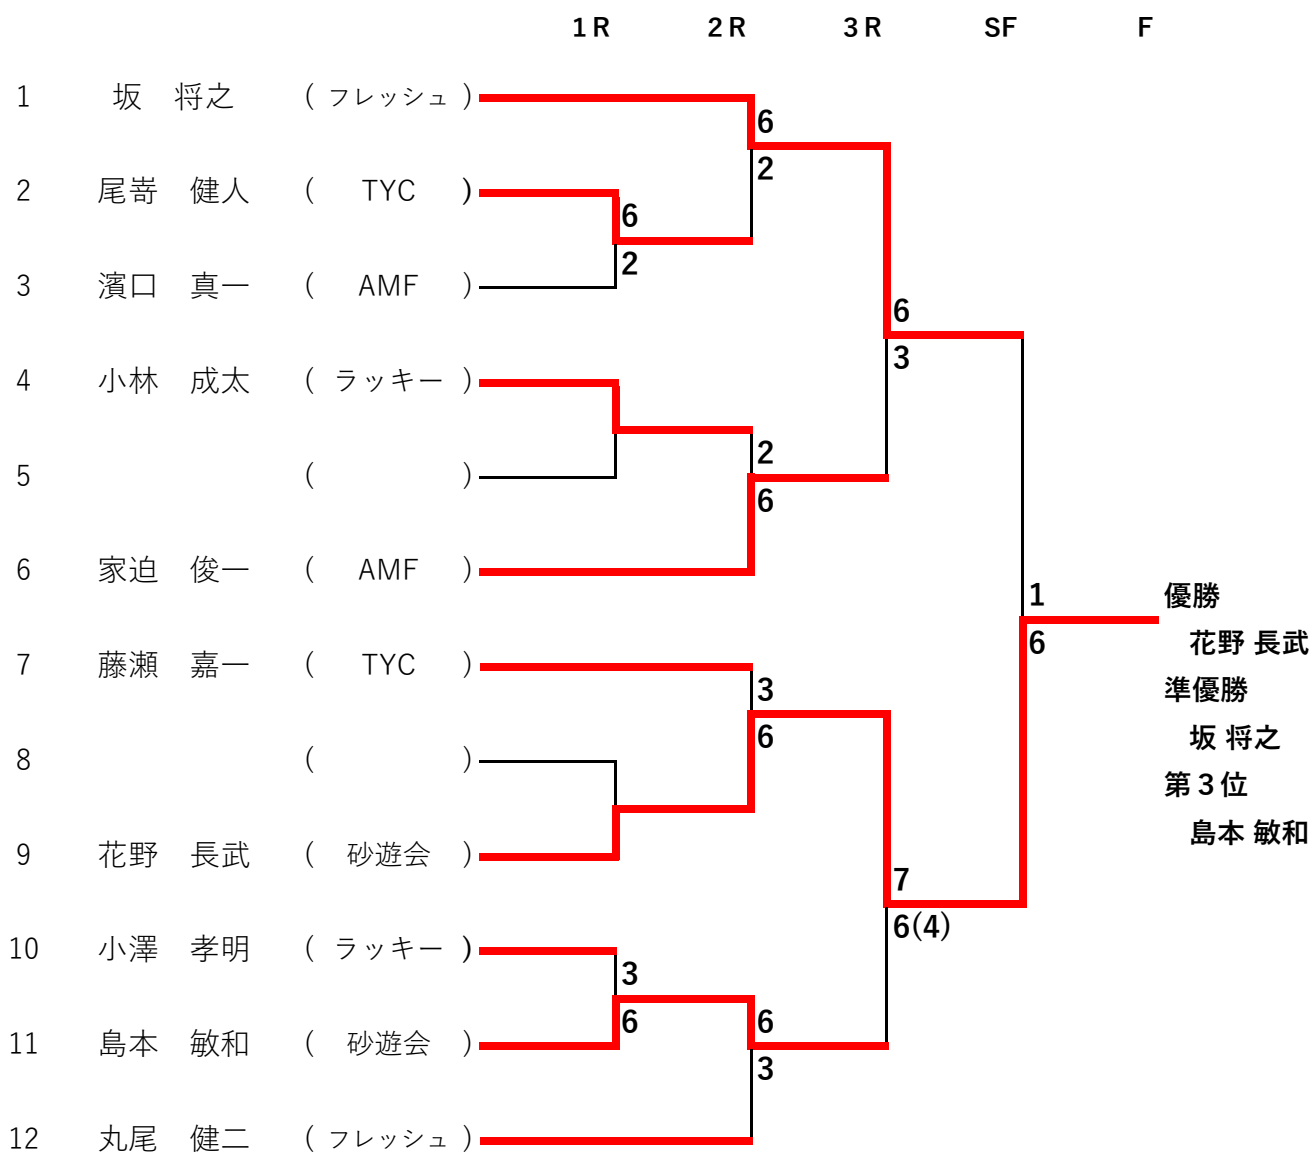 1R 2R 3R SF F
1 坂 将之 ( フレッシュ )
6
2
2 尾嵜 健人 ( TYC )
6
2
3 濱口 真一 ( AMF )
6
3
4 小林 成太 ( ラッキー )
2
5 ( )
6
6 家迫 俊一 ( AMF )
1
優勝
6
花野 長武
7 藤瀬 嘉一 ( TYC )
3
準優勝
6
坂 将之
8 ( )
第3位
島本 敏和
9 花野 長武 ( 砂遊会 )
7
6(4)
10 小澤 孝明 ( ラッキー )
3
6
6
11 島本 敏和 ( 砂遊会 )
3
12 丸尾 健二 ( フレッシュ )